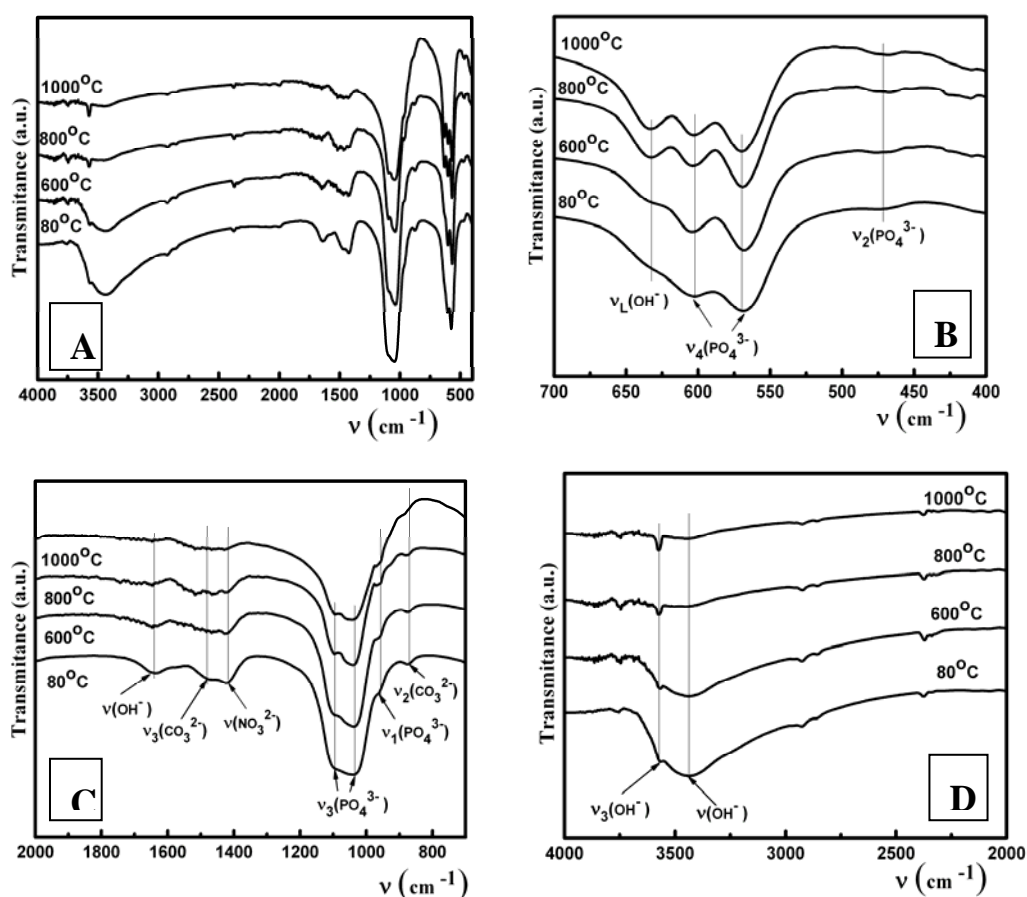 Transmitance (a.u.)
1000°C
800°C
600°C
80°C
A
4000 3500 3000 2500 2000 1500 1000 500
ν (cm⁻¹)
Transmitance (a.u.)
1000°C
800°C
600°C
80°C
ν₂(PO₄³⁻)
ν_L(OH⁻)
ν₄(PO₄³⁻)
B
700 650 600 550 500 450 400
ν (cm⁻¹)
Transmitance (a.u.)
1000°C
800°C
600°C
80°C
ν(OH⁻)
ν₃(CO₃²⁻)
ν(NO₃²⁻)
ν₂(CO₃²⁻)
ν₁(PO₄³⁻)
ν₃(PO₄³⁻)
C
2000 1800 1600 1400 1200 1000 800
ν (cm⁻¹)
Transmitance (a.u.)
1000°C
800°C
600°C
80°C
ν₃(OH⁻)
ν(OH⁻)
D
4000 3500 3000 2500 2000
ν (cm⁻¹)